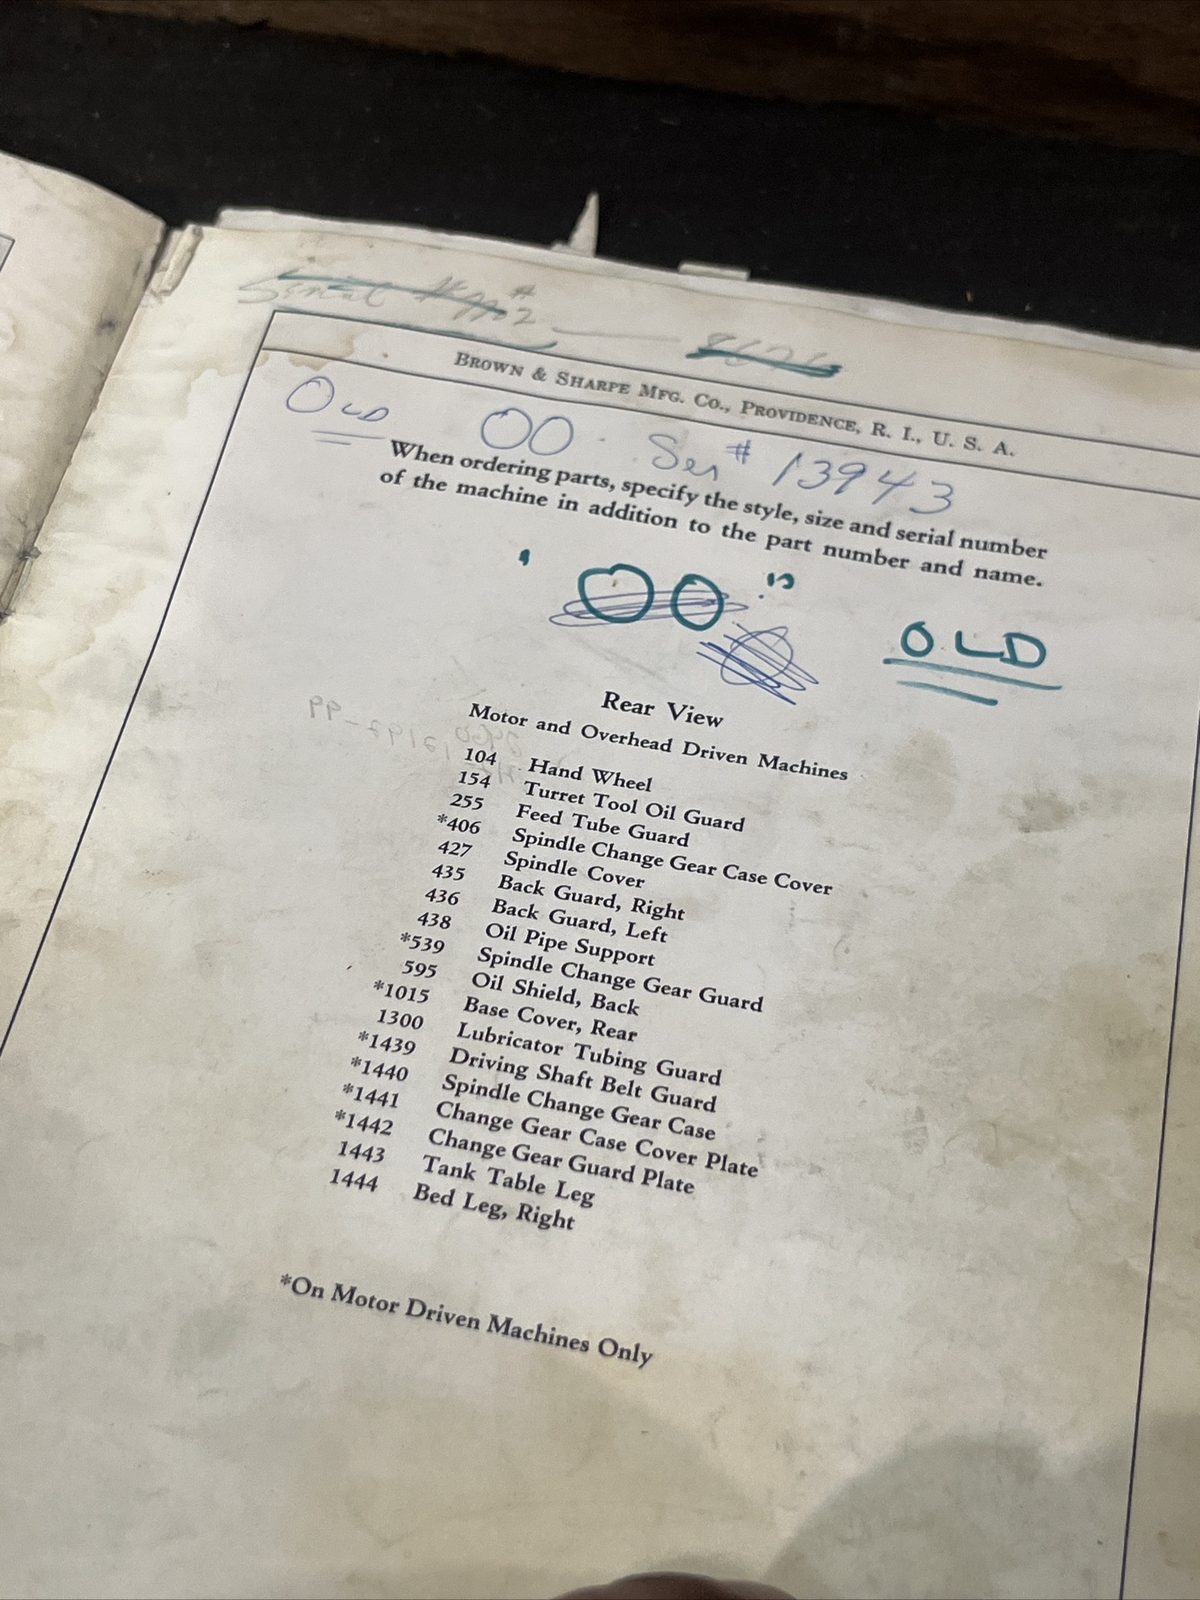 Serial # #2
BROWN & SHARPE MFG. CO., PROVIDENCE, R. I., U. S. A.
OLD OO Ser # 13943
When ordering parts, specify the style, size and serial number
of the machine in addition to the part number and name.
" OO "
OLD
Rear View
Motor and Overhead Driven Machines
104 Hand Wheel
154 Turret Tool Oil Guard
255 Feed Tube Guard
*406 Spindle Change Gear Case Cover
427 Spindle Cover
435 Back Guard, Right
436 Back Guard, Left
438 Oil Pipe Support
*539 Spindle Change Gear Guard
595 Oil Shield, Back
*1015 Base Cover, Rear
1300 Lubricator Tubing Guard
*1439 Driving Shaft Belt Guard
*1440 Spindle Change Gear Case
*1441 Change Gear Case Cover Plate
*1442 Change Gear Guard Plate
1443 Tank Table Leg
1444 Bed Leg, Right
*On Motor Driven Machines Only